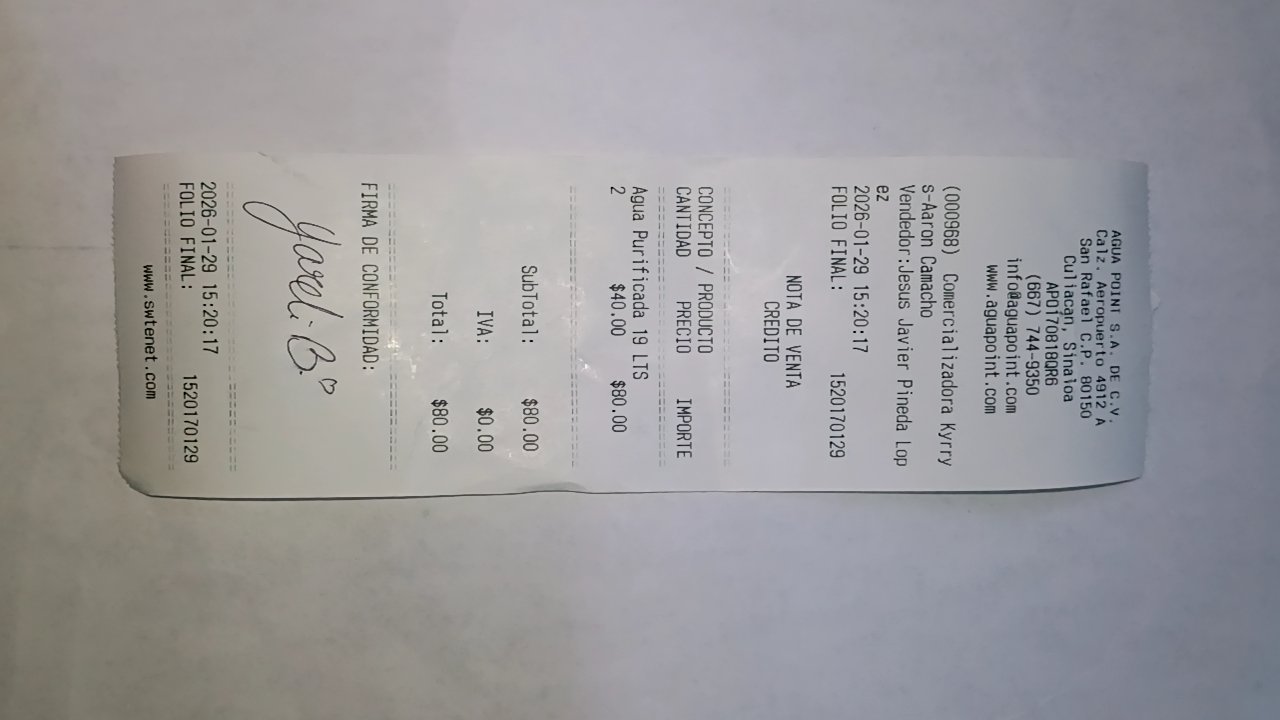 AGUA POINT S.A. DE C.V.
Calz. Aeropuerto 4912 A
San Rafael C.P. 80150
Culiacan, Sinaloa
APO170818QR6
(667) 744-9350
info@aguapoint.com
www.aguapoint.com
(000968) Comercializadora Kyrry
s-Aaron Camacho
Vendedor:Jesus Javier Pineda Lop
ez
2026-01-29 15:20:17
FOLIO FINAL: 1520170129
NOTA DE VENTA
CREDITO
CONCEPTO / PRODUCTO
CANTIDAD PRECIO IMPORTE
Agua Purificada 19 LTS
2 $40.00 $80.00
SubTotal: $80.00
IVA: $0.00
Total: $80.00
FIRMA DE CONFORMIDAD:
Yareli B.
2026-01-29 15:20:17
FOLIO FINAL: 1520170129
www.swtenet.com